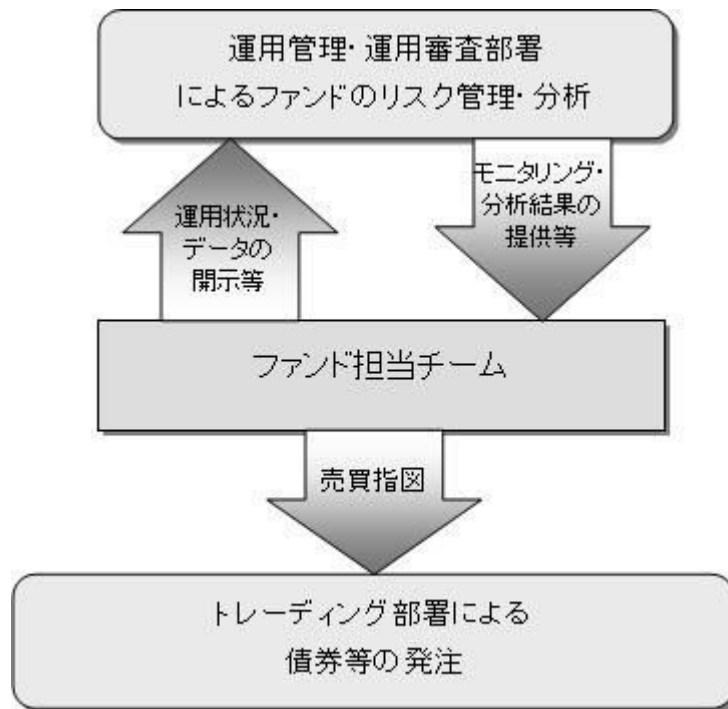 運用管理・運用審査部署
によるファンドのリスク管理・分析
運用状況・
データの
開示等
モニタリング・
分析結果の
提供等
ファンド担当チーム
売買指図
トレーディング部署による
債券等の発注